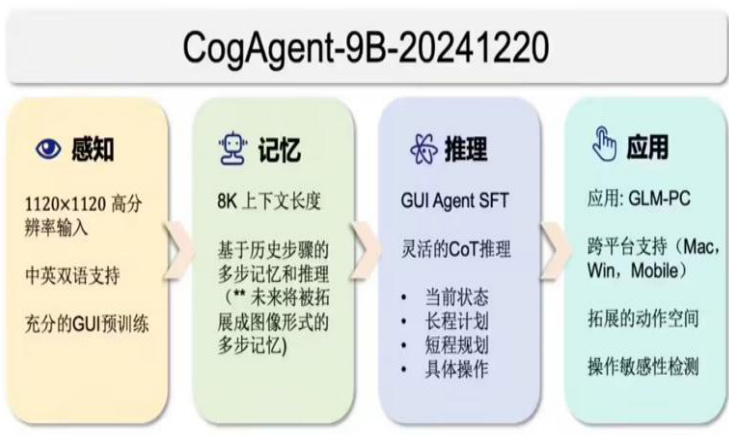 CogAgent-9B-20241220
感知
1120×1120 高分
辨率输入
中英双语支持
充分的GUI预训练
记忆
8K 上下文长度
基于历史步骤的
多步记忆和推理
（** 未来将被拓
展成图像形式的
多步记忆)
推理
GUI Agent SFT
灵活的CoT推理
• 当前状态
• 长程计划
• 短程规划
• 具体操作
应用
应用: GLM-PC
跨平台支持（Mac,
Win，Mobile）
拓展的动作空间
操作敏感性检测